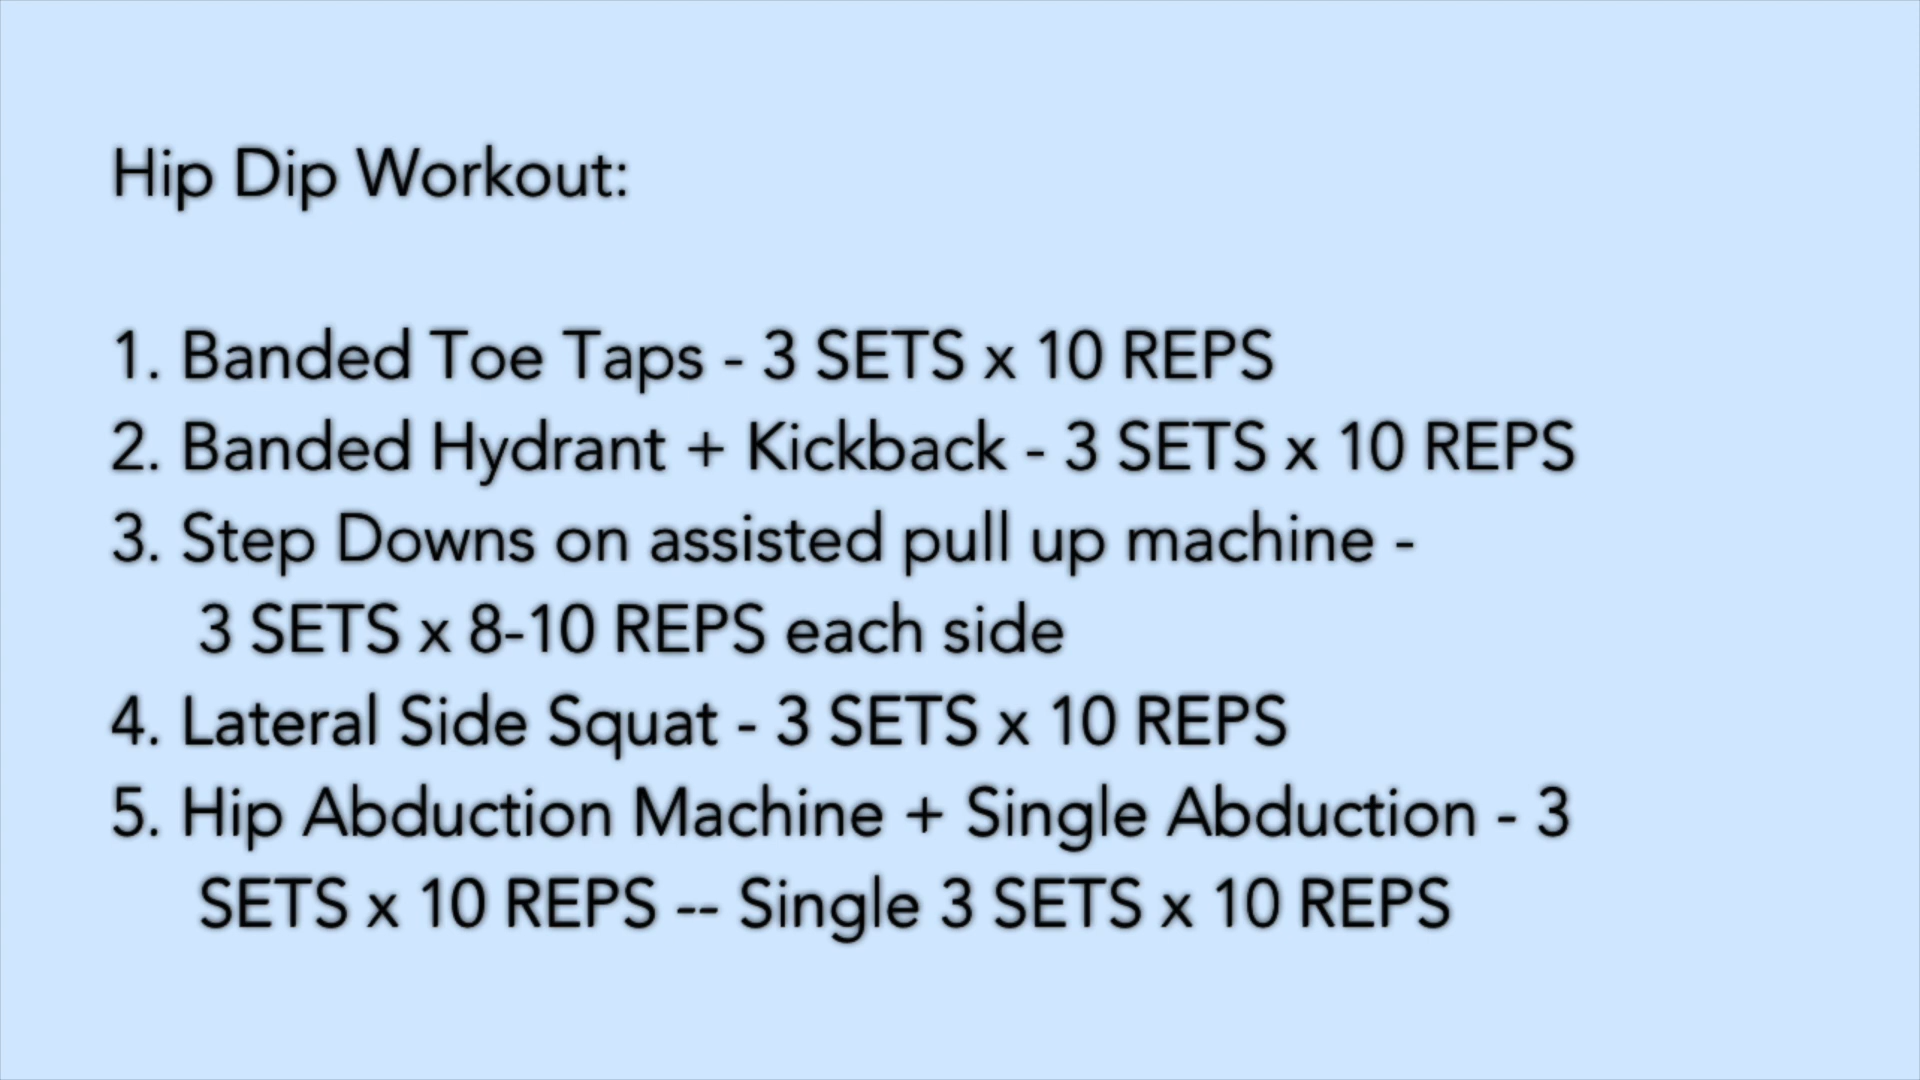 Hip Dip Workout:
1. Banded Toe Taps - 3 SETS x 10 REPS
2. Banded Hydrant + Kickback - 3 SETS x 10 REPS
3. Step Downs on assisted pull up machine -
3 SETS x 8-10 REPS each side
4. Lateral Side Squat - 3 SETS x 10 REPS
5. Hip Abduction Machine + Single Abduction - 3
SETS x 10 REPS -- Single 3 SETS x 10 REPS